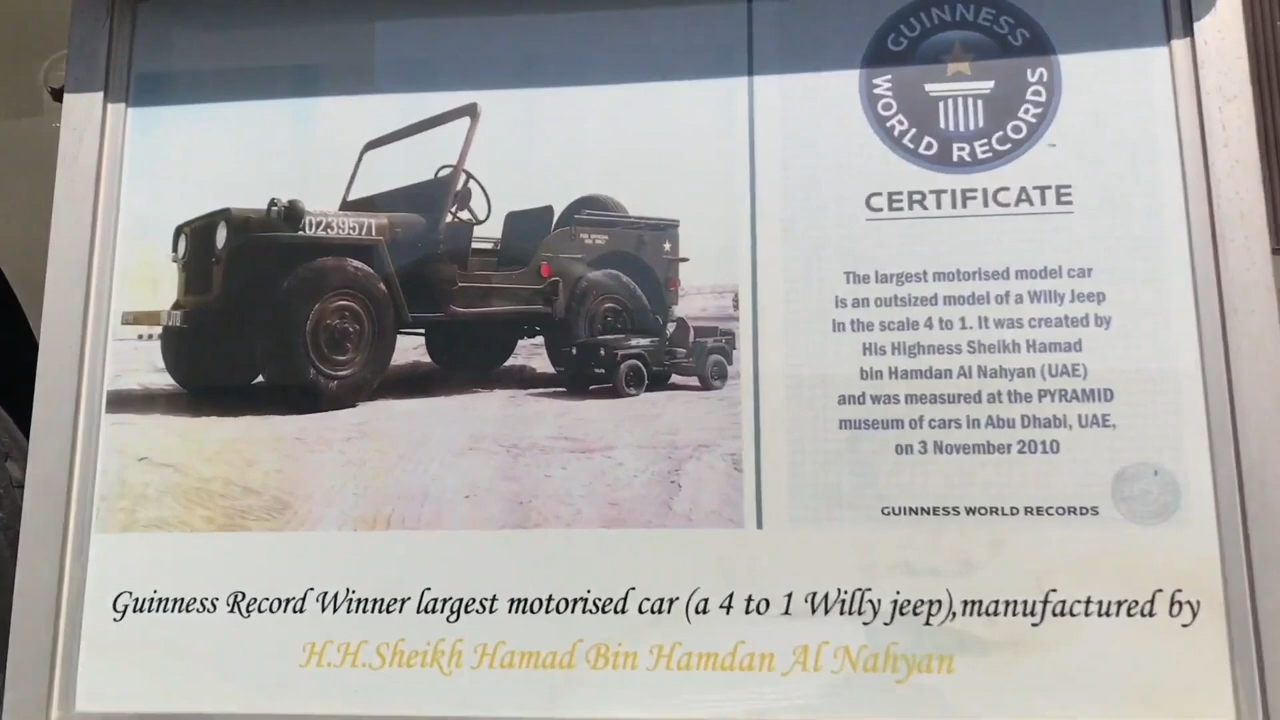 GUINNESS
WORLD RECORDS
CERTIFICATE
20239571
The largest motorised model car
is an outsized model of a Willy Jeep
in the scale 4 to 1. It was created by
His Highness Sheikh Hamad
bin Hamdan Al Nahyan (UAE)
and was measured at the PYRAMID
museum of cars in Abu Dhabi, UAE,
on 3 November 2010
GUINNESS WORLD RECORDS
Guinness Record Winner largest motorised car (a 4 to 1 Willy jeep),manufactured by
H.H.Sheikh Hamad Bin Hamdan Al Nahyan